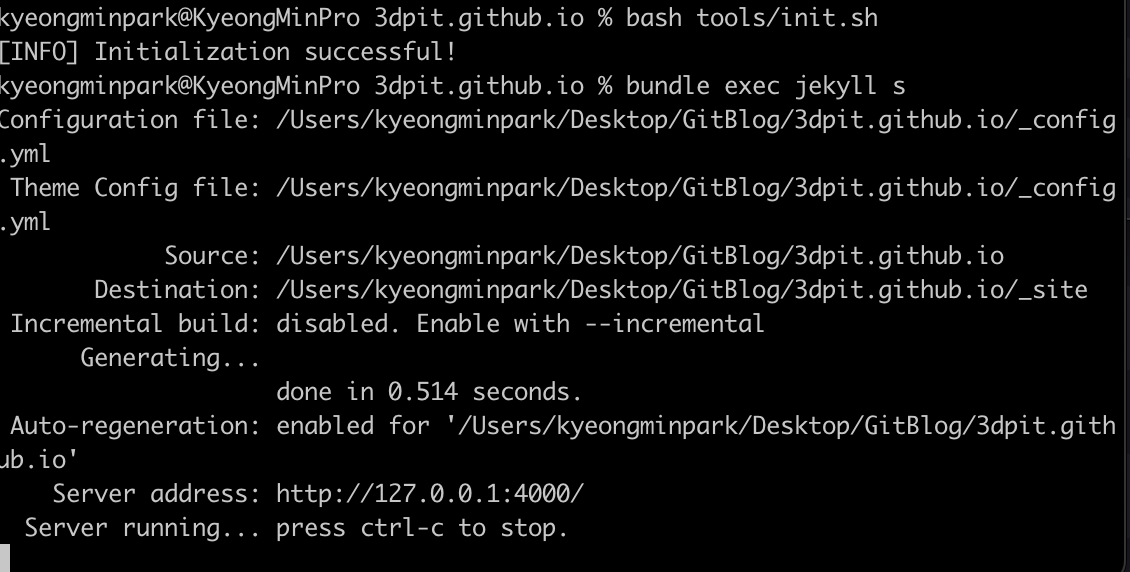 kyeongminpark@KyeongMinPro 3dpit.github.io % bash tools/init.sh
[INFO] Initialization successful!
kyeongminpark@KyeongMinPro 3dpit.github.io % bundle exec jekyll s
Configuration file: /Users/kyeongminpark/Desktop/GitBlog/3dpit.github.io/_config
.yml
Theme Config file: /Users/kyeongminpark/Desktop/GitBlog/3dpit.github.io/_config
.yml
Source: /Users/kyeongminpark/Desktop/GitBlog/3dpit.github.io
Destination: /Users/kyeongminpark/Desktop/GitBlog/3dpit.github.io/_site
Incremental build: disabled. Enable with --incremental
Generating...
done in 0.514 seconds.
Auto-regeneration: enabled for '/Users/kyeongminpark/Desktop/GitBlog/3dpit.gith
ub.io'
Server address: http://127.0.0.1:4000/
Server running... press ctrl-c to stop.